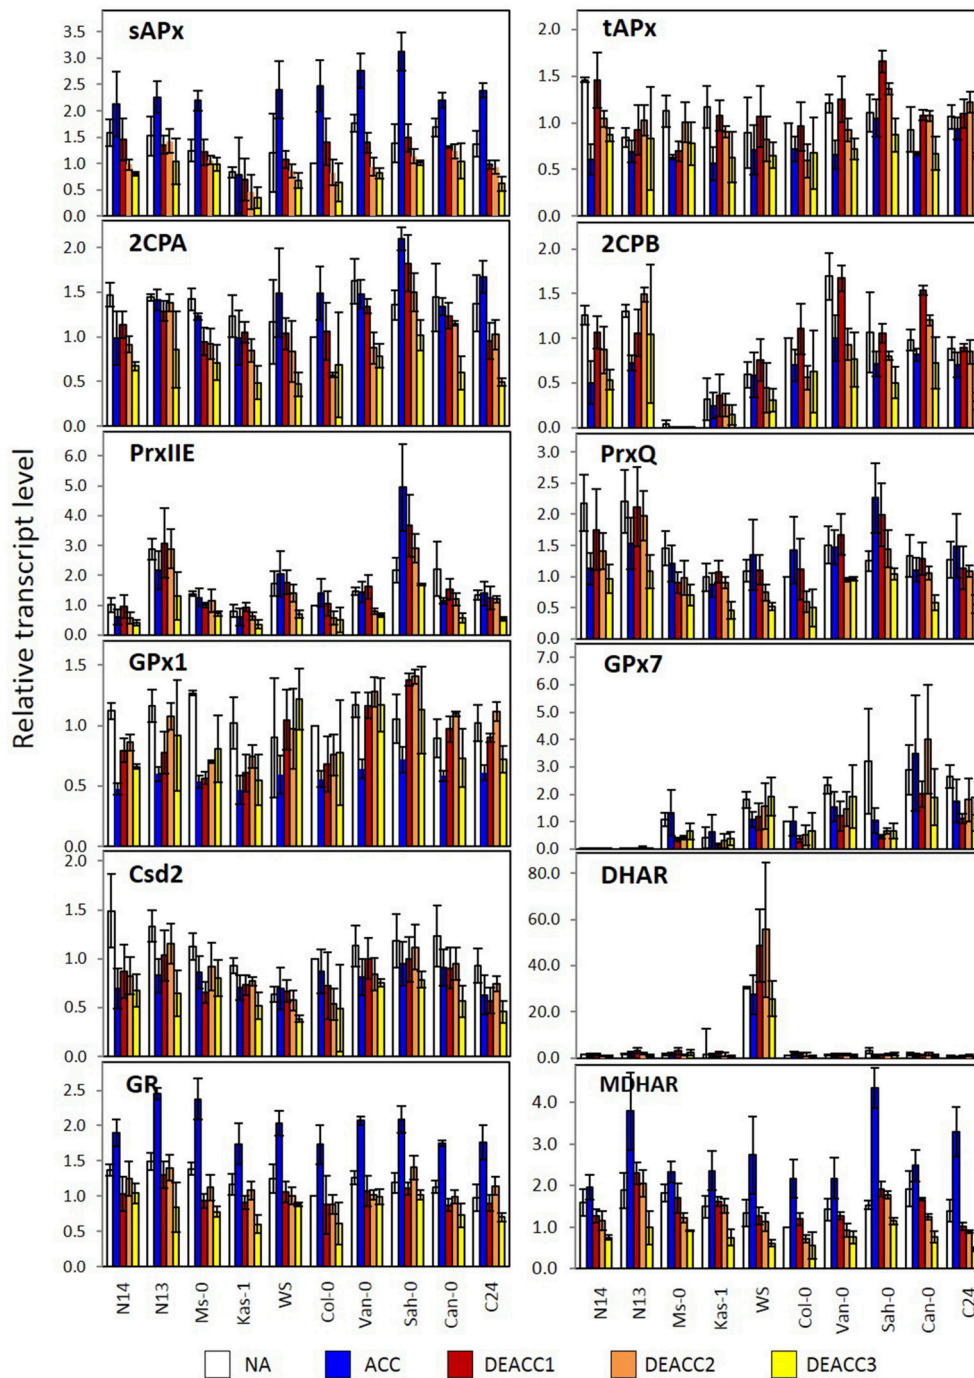 Relative transcript level
sAPx
3.5
3.0
2.5
2.0
1.5
1.0
0.5
0.0
tAPx
2.0
1.5
1.0
0.5
0.0
2CPA
2.0
1.5
1.0
0.5
0.0
2CPB
2.0
1.5
1.0
0.5
0.0
PrxIIE
6.0
5.0
4.0
3.0
2.0
1.0
0.0
PrxQ
3.0
2.5
2.0
1.5
1.0
0.5
0.0
GPx1
1.5
1.0
0.5
0.0
GPx7
7.0
6.0
5.0
4.0
3.0
2.0
1.0
0.0
Csd2
2.0
1.5
1.0
0.5
0.0
DHAR
80.0
60.0
40.0
20.0
0.0
GR
2.5
2.0
1.5
1.0
0.5
0.0
MDHAR
4.0
3.0
2.0
1.0
0.0
N14
N13
Ms-0
Kas-1
WS
Col-0
Van-0
Sah-0
Can-0
C24
N14
N13
Ms-0
Kas-1
WS
Col-0
Van-0
Sah-0
Can-0
C24
NA
ACC
DEACC1
DEACC2
DEACC3